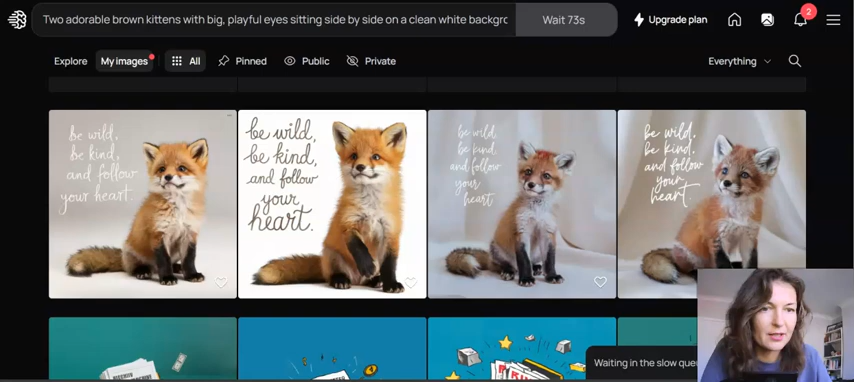 Two adorable brown kittens with big, playful eyes sitting side by side on a clean white backgro
Wait 73s
Upgrade plan
2
Explore
My images
All
Pinned
Public
Private
Everything
be wild,
be kind,
and follow
your heart.
be wild,
be kind,
and follow
your
heart.
be wild,
be kind,
and follow
your
heart.
be wild,
be kind.
and follow
your
heart.
Waiting in the slow que